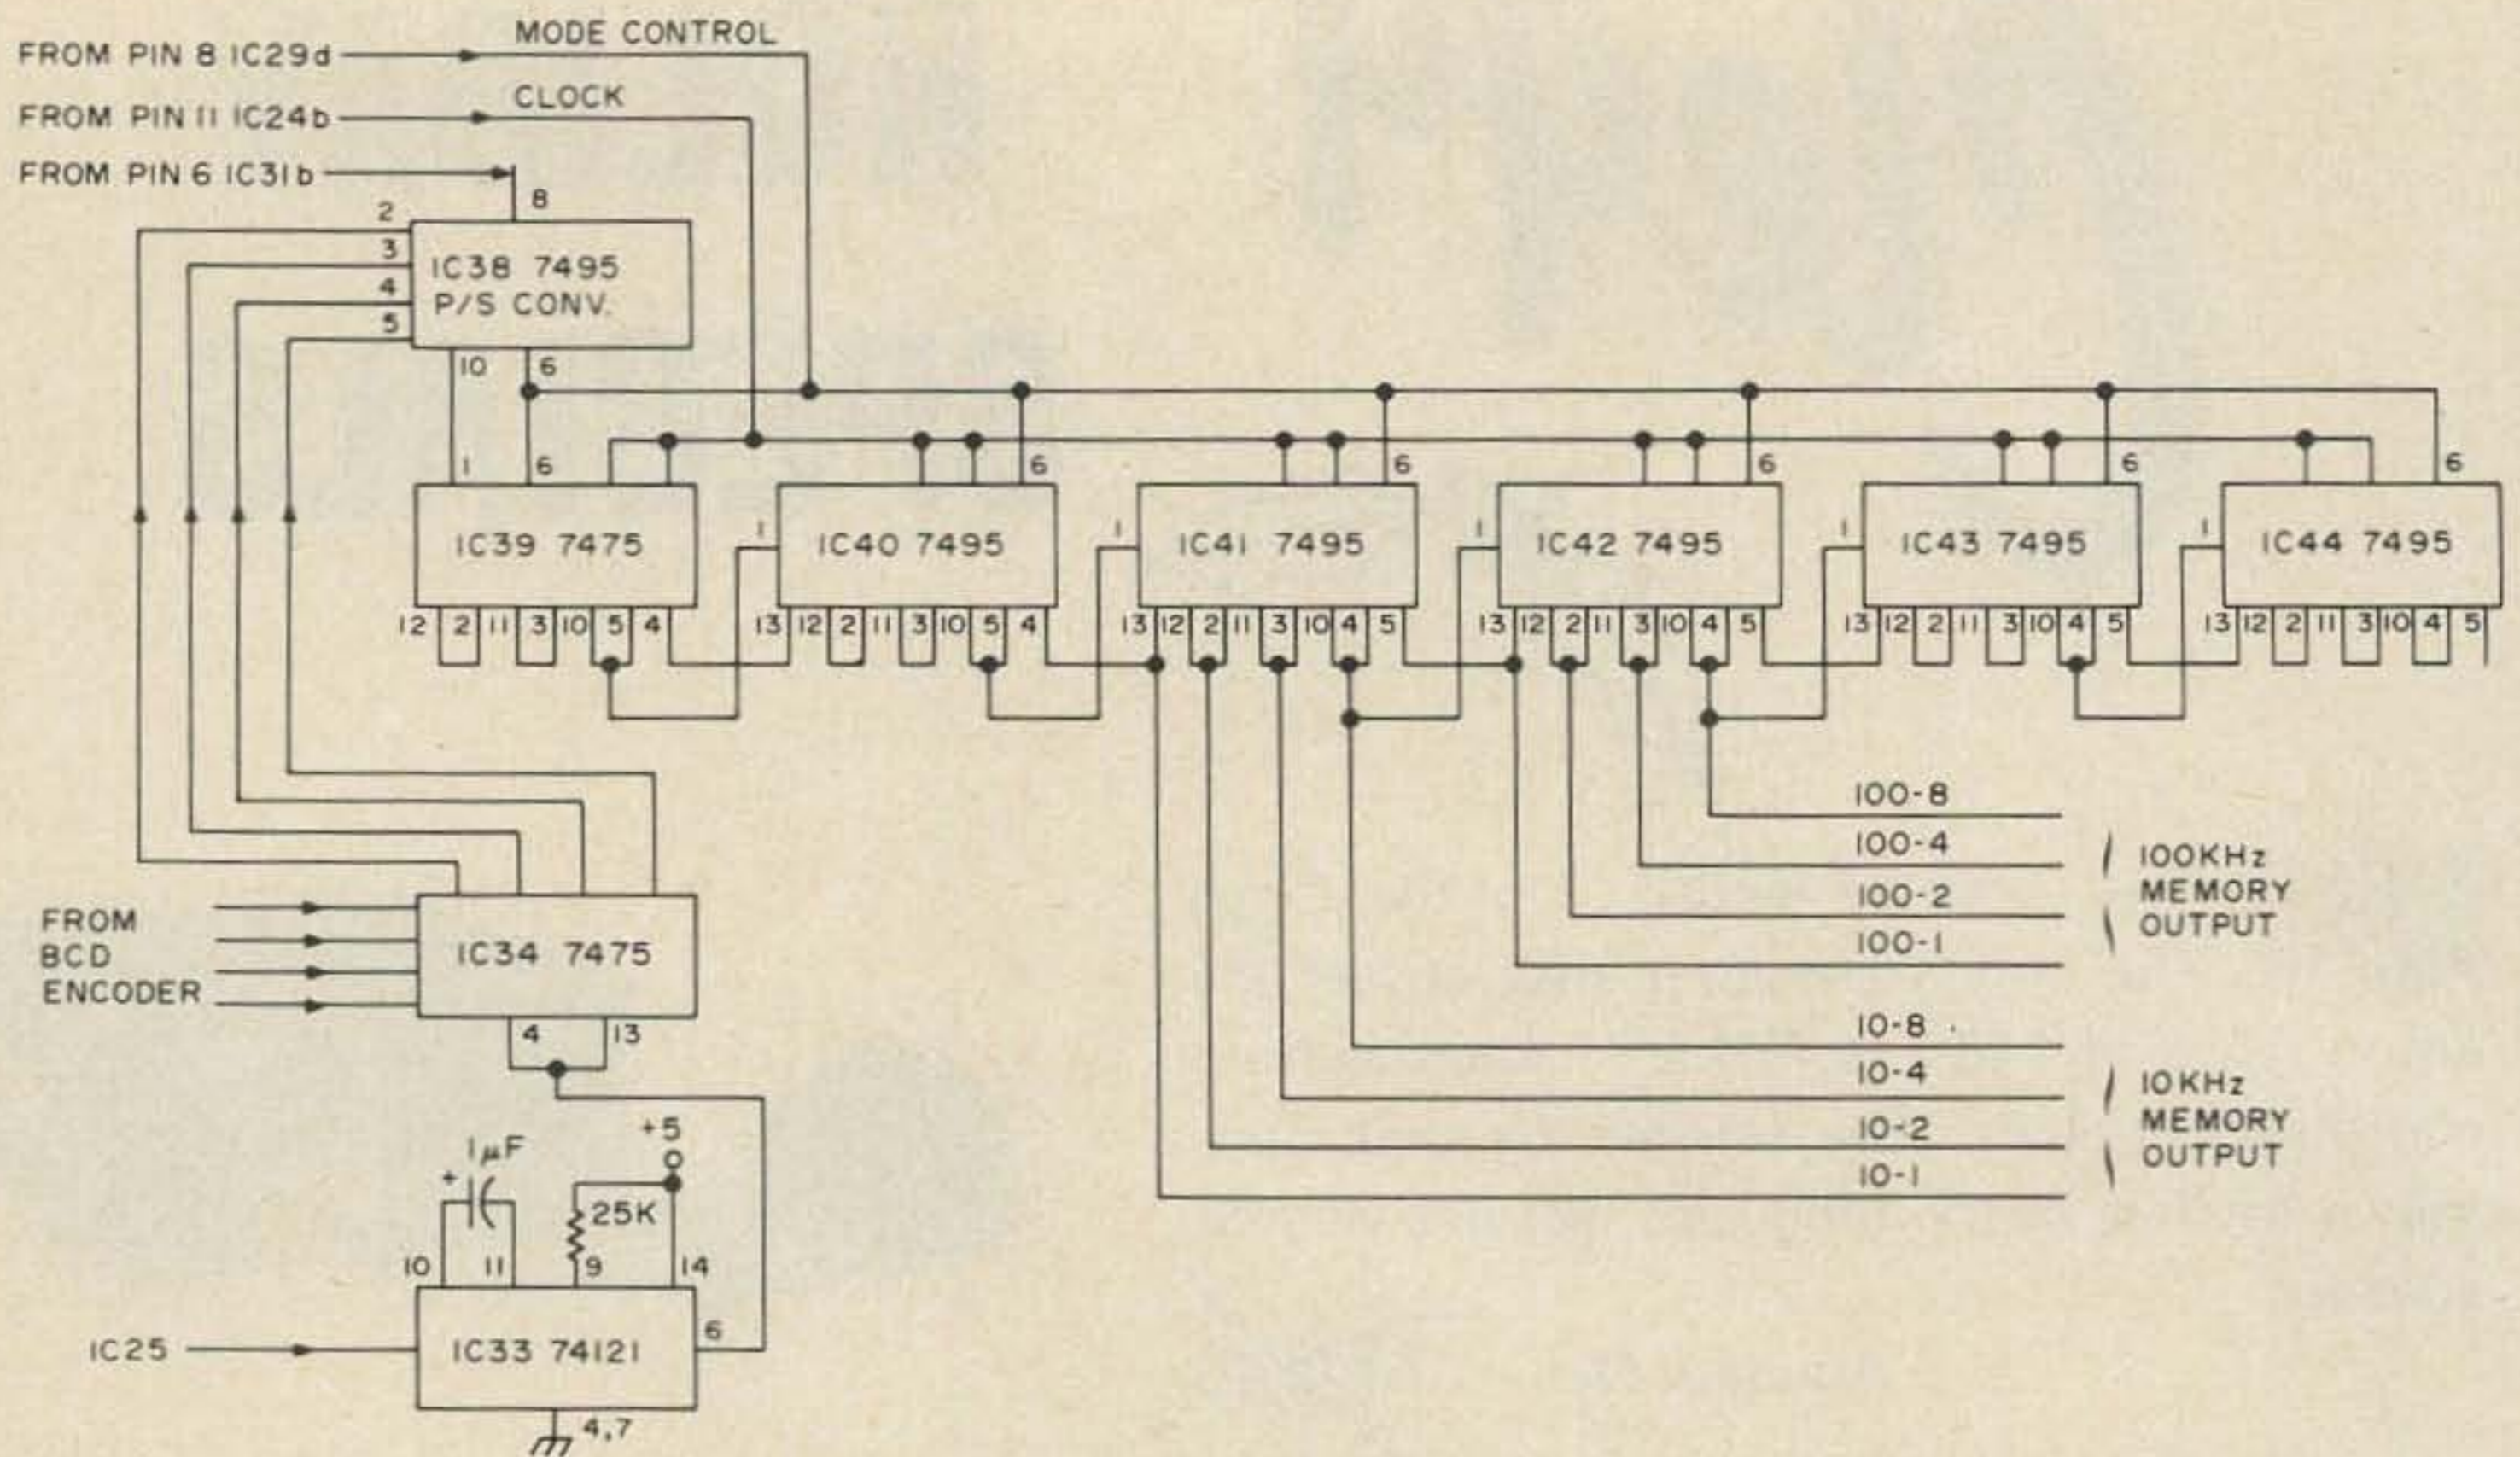 MODE CONTROL
FROM PIN 8 IC29d
CLOCK
FROM PIN 11 IC24b
FROM PIN 6 IC31b
8
2
3
4
5
IC38 7495
P/S CONV.
10 6
1 6 6 6 6 6 6
IC39 7475
1
IC40 7495
1
IC41 7495
1
IC42 7495
1
IC43 7495
1
IC44 7495
12 2 11 3 10 5 4
13 12 2 11 3 10 5 4
13 12 2 11 3 10 4 5
13 12 2 11 3 10 4 5
13 12 2 11 3 10 4 5
13 12 2 11 3 10 4 5
100-8
100-4
100-2
100-1
100KHz
MEMORY
OUTPUT
10-8
10-4
10-2
10-1
10KHz
MEMORY
OUTPUT
FROM
BCD
ENCODER
IC34 7475
4 13
+5
1µF
+
25K
10 11 9 14
IC25
IC33 74121
6
4,7